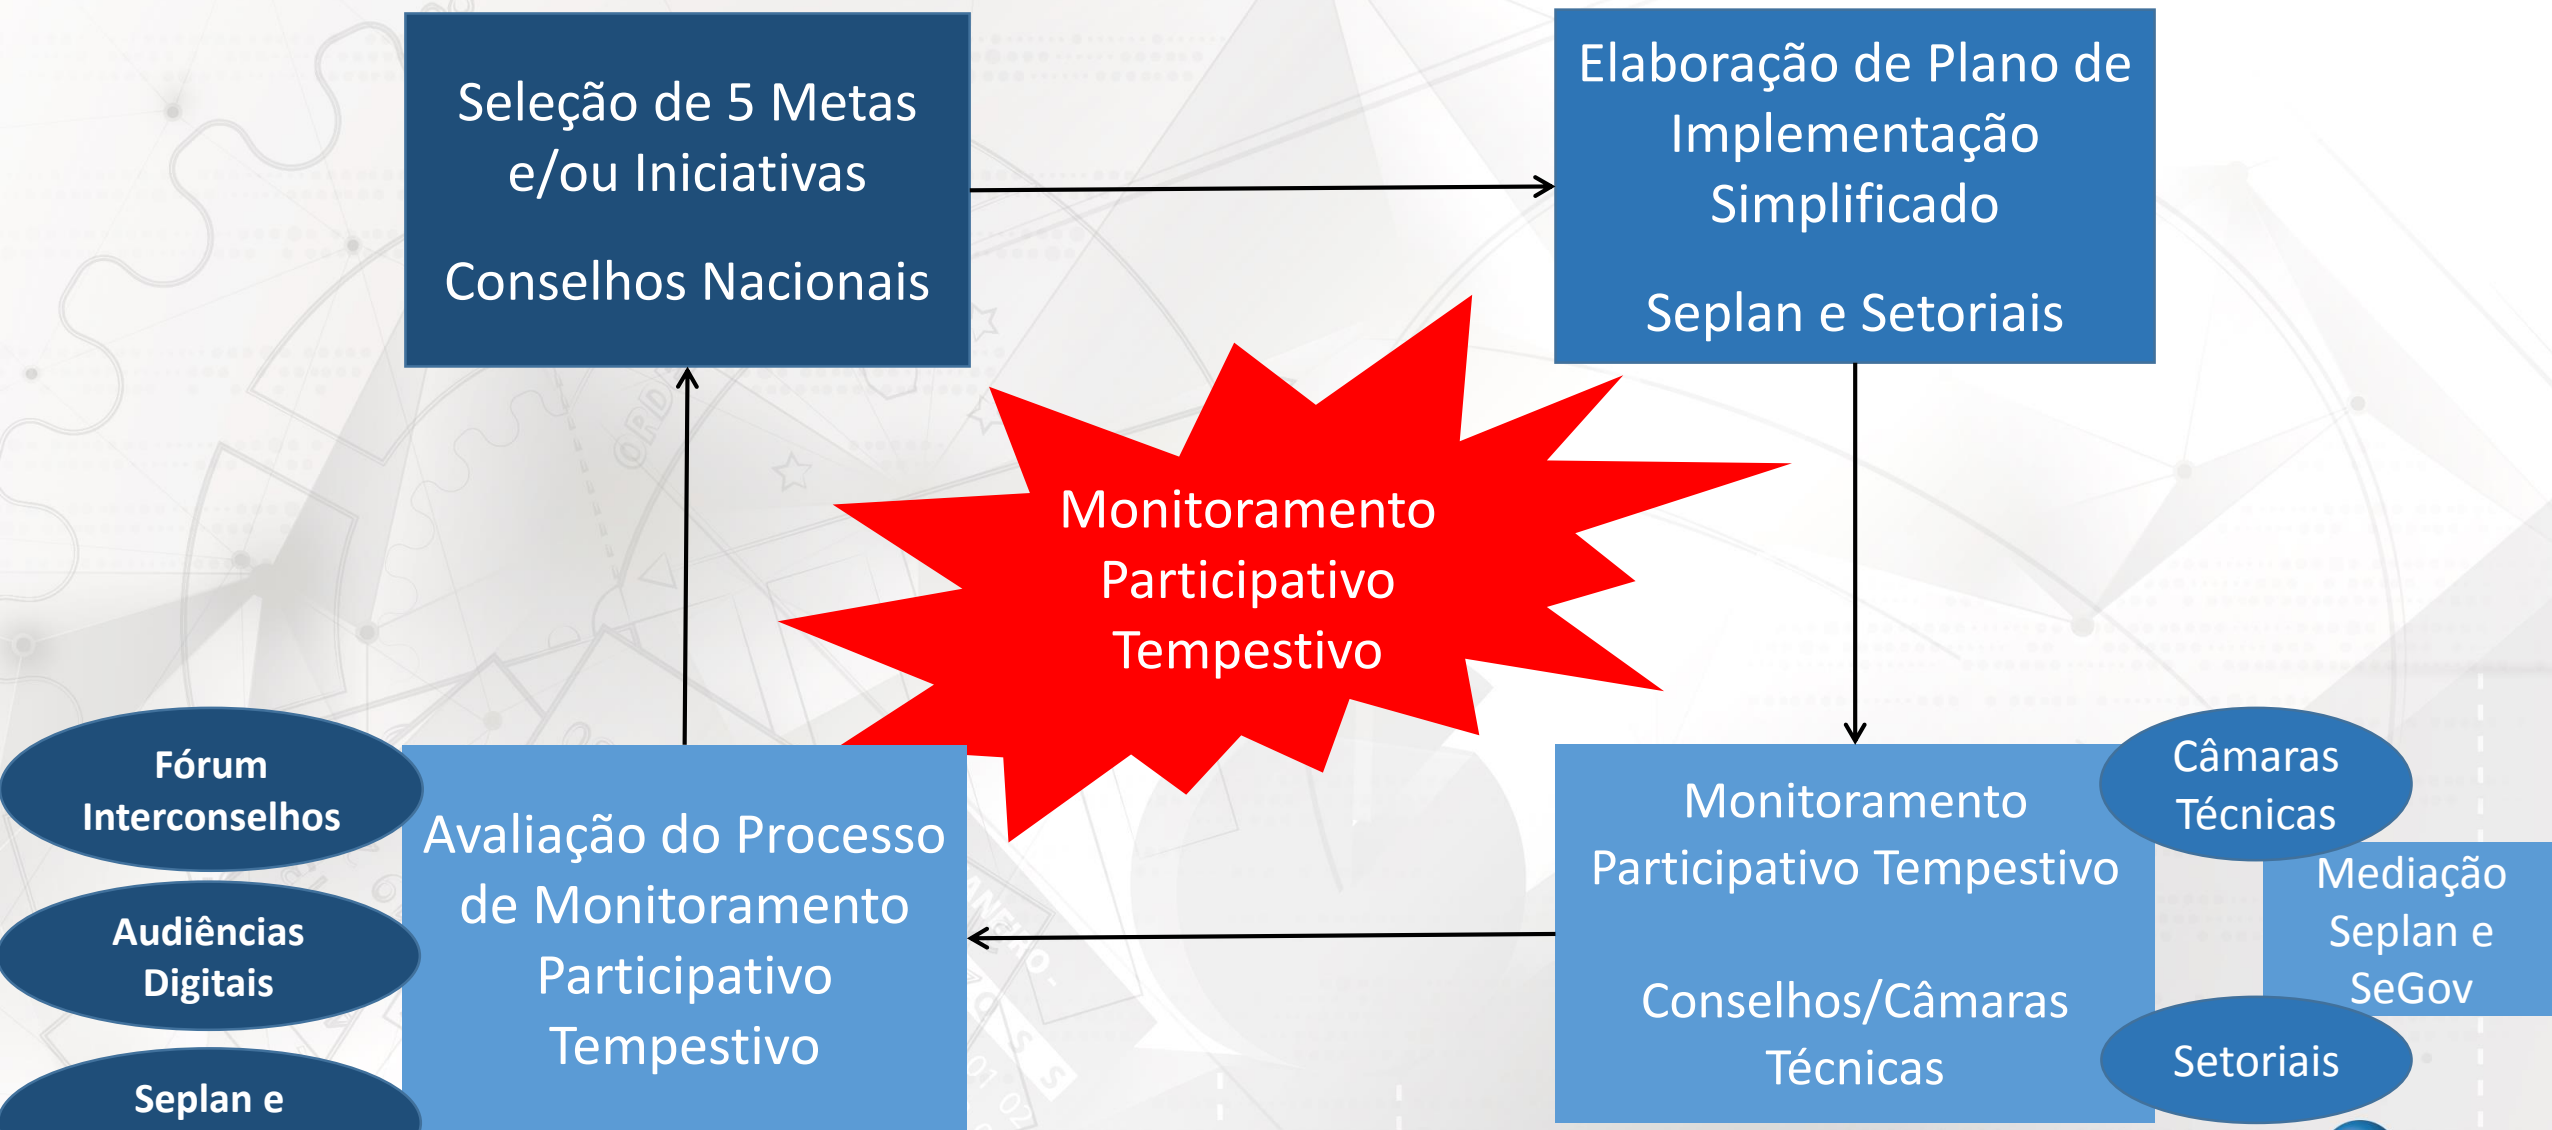 Seleção de 5 Metas
e/ou Iniciativas
Conselhos Nacionais
Elaboração de Plano de
Implementação
Simplificado
Seplan e Setoriais
Monitoramento
Participativo
Tempestivo
Fórum
Interconselhos
Audiências
Digitais
Seplan e
Avaliação do Processo
de Monitoramento
Participativo
Tempestivo
Monitoramento
Participativo Tempestivo
Conselhos/Câmaras
Técnicas
Câmaras
Técnicas
Mediação
Seplan e
SeGov
Setoriais